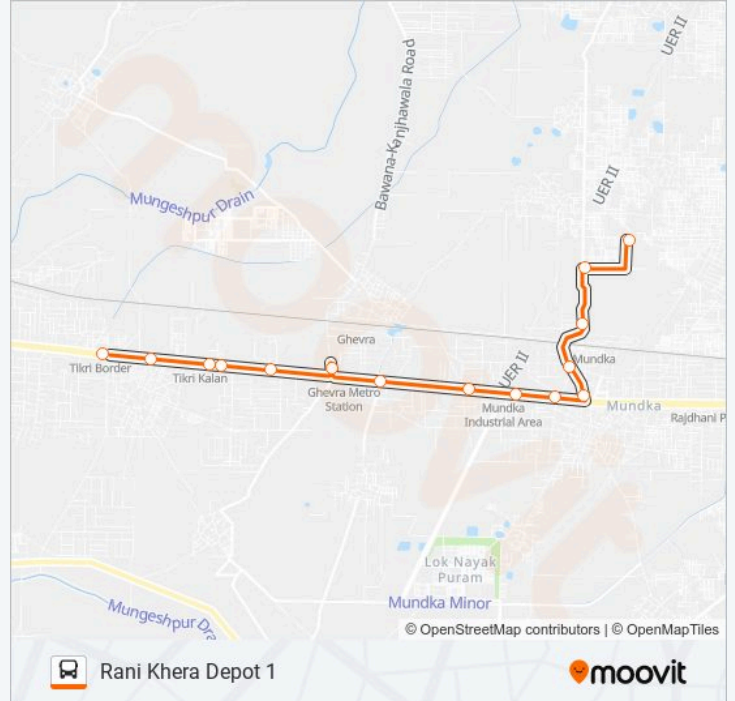 UER II
Bawana-Kanjhawala Road
Mungeshpur Drain
UER II
Ghevra
UER II
Mundka
Tikri Border
Tikri Kalan
Ghevra Metro
Station
Mundka
Industrial Area
Mundka
Rajdhani P
Lok Nayak
Puram
Mundka Minor
Mungeshpur Dra
© OpenStreetMap contributors | © OpenMapTiles
Rani Khera Depot 1
moovit